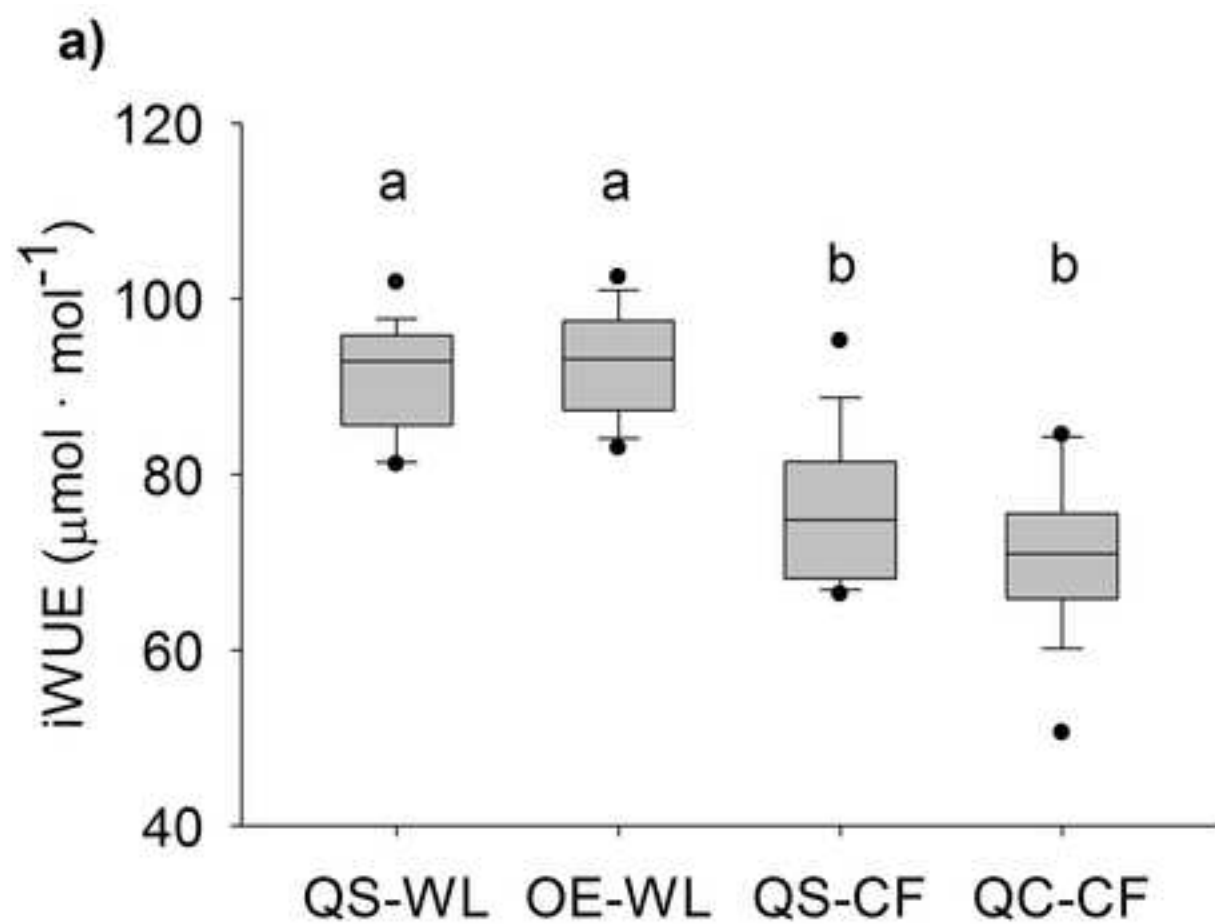 a)
iWUE (μmol · mol⁻¹)
120
100
80
60
40
a a b b
QS-WL OE-WL QS-CF QC-CF